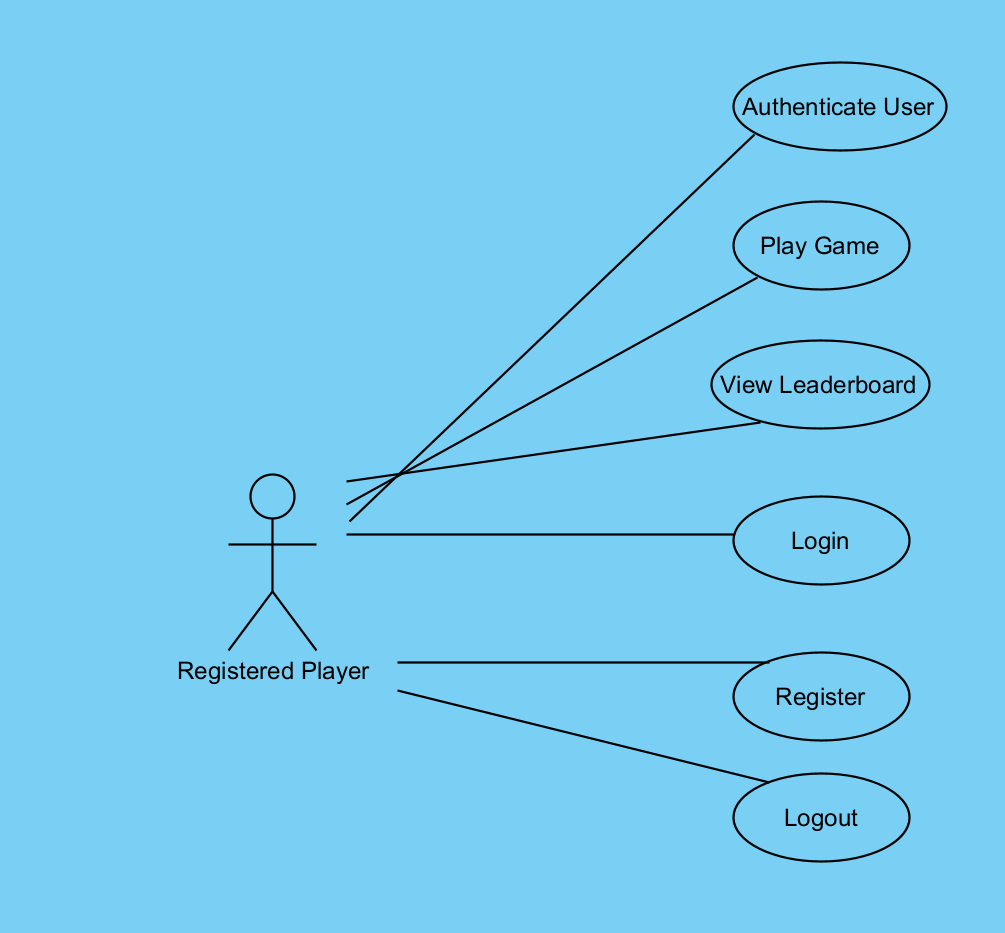 Authenticate User
Play Game
View Leaderboard
Login
Registered Player
Register
Logout